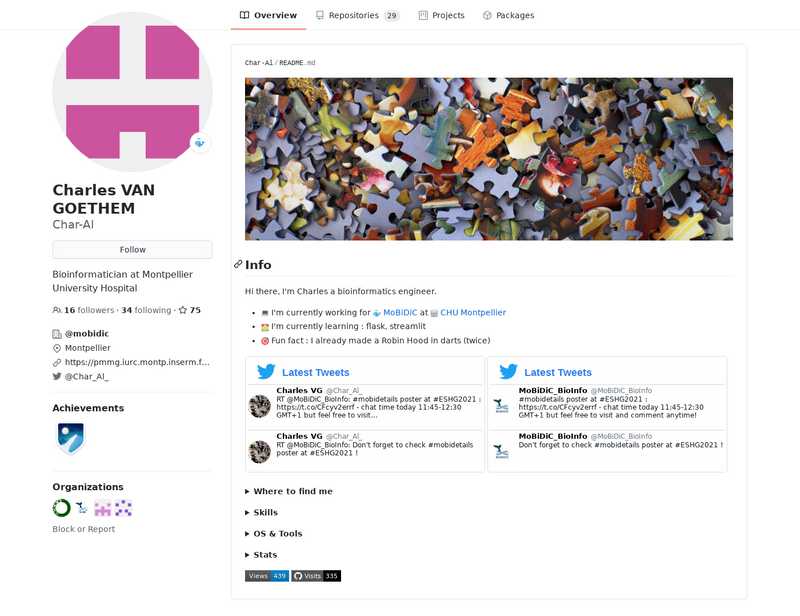 Overview
Repositories 29
Projects
Packages
Charles VAN
GOETHEM
Char-Al
Follow
Bioinformatician at Montpellier
University Hospital
16 followers · 34 following · 75
@mobidic
Montpellier
https://pmmg.iurc.montp.inserm.f...
@Char_Al_
Achievements
Organizations
Block or Report
Char-Al/README.md
Info
Hi there, I'm Charles a bioinformatics engineer.
I'm currently working for MoBiDiC at CHU Montpellier
I'm currently learning : flask, streamlit
Fun fact : I already made a Robin Hood in darts (twice)
Latest Tweets
Charles VG @Char_Al_
RT @MoBiDiC_BioInfo: #mobidetails poster at #ESHG2021 :
https://t.co/CFcyv2errf - chat time today 11:45-12:30
GMT+1 but feel free to visit...
Charles VG @Char_Al_
RT @MoBiDiC_BioInfo: Don't forget to check #mobidetails
poster at #ESHG2021 !
Latest Tweets
MoBiDiC_BioInfo @MoBiDiC_BioInfo
#mobidetails poster at #ESHG2021 :
https://t.co/CFcyv2errf - chat time today 11:45-12:30
GMT+1 but feel free to visit and comment anytime!
MoBiDiC_BioInfo @MoBiDiC_BioInfo
Don't forget to check #mobidetails poster at #ESHG2021 !
Where to find me
Skills
OS & Tools
Stats
Views 439
Visits 335